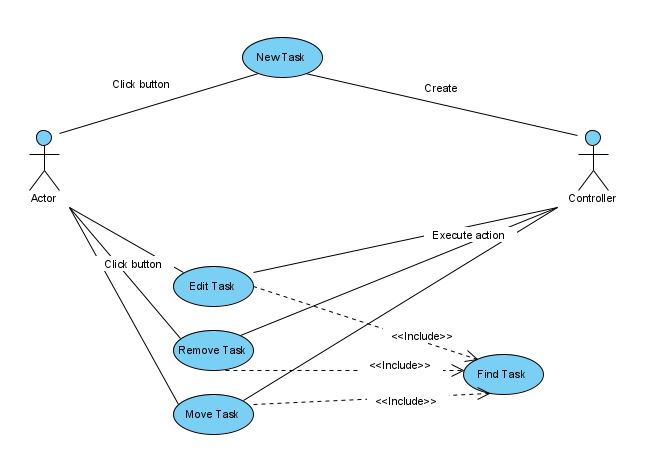 New Task
Click button
Create
Actor
Controller
Execute action
Click button
Edit Task
<<Include>>
Remove Task
<<Include>>
Find Task
<<Include>>
Move Task